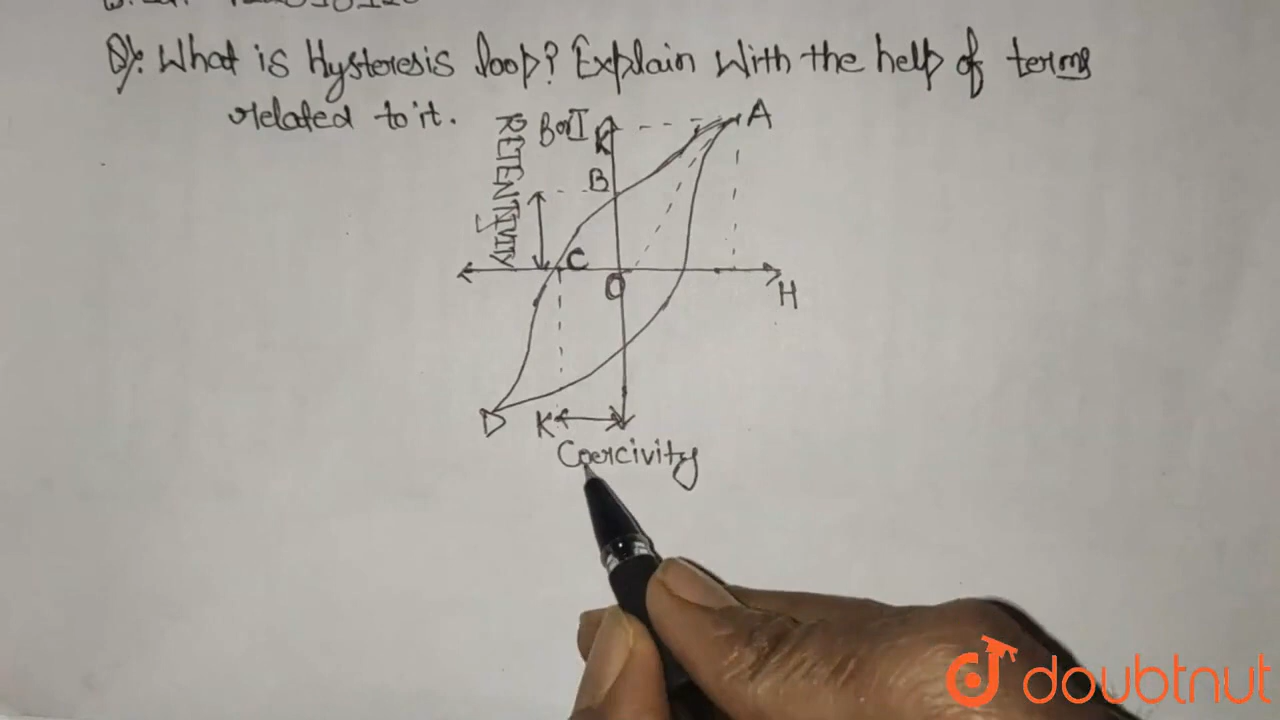 Q: What is Hysteresis loop? Explain With the help of terms
related to it.
RETENTIVITY
B or I
A
B
C
O
H
D
K
Coercivity
doubtnut